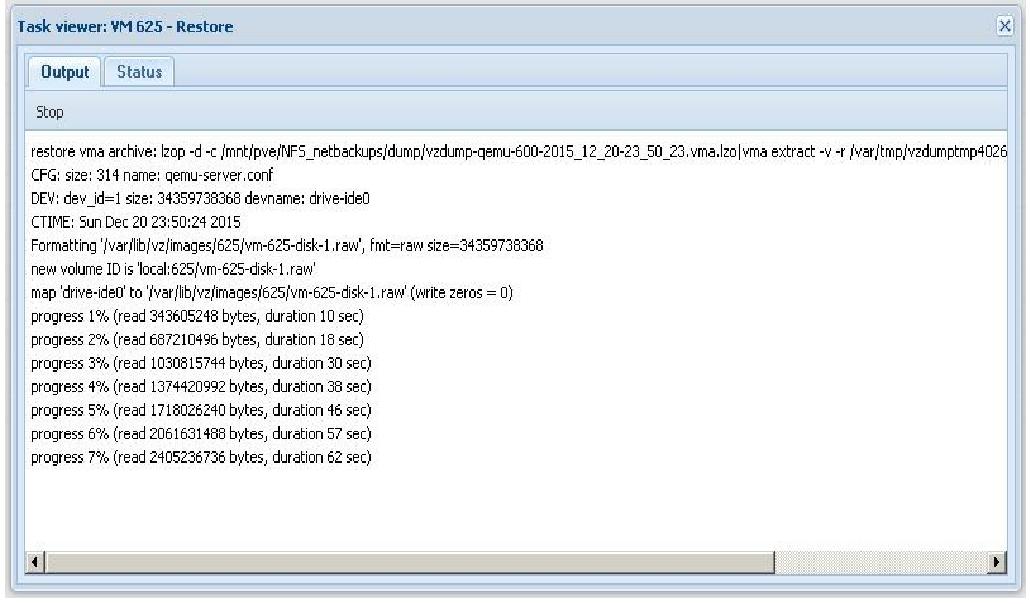 Task viewer: VM 625 - Restore
Output Status
Stop
restore vma archive: lzop -d -c /mnt/pve/NFS_netbackups/dump/vzdump-qemu-600-2015_12_20-23_50_23.vma.lzo|vma extract -v -r /var/tmp/vzdumptmp4026
CFG: size: 314 name: qemu-server.conf
DEV: dev_id=1 size: 34359738368 devname: drive-ide0
CTIME: Sun Dec 20 23:50:24 2015
Formatting '/var/lib/vz/images/625/vm-625-disk-1.raw', fmt=raw size=34359738368
new volume ID is 'local:625/vm-625-disk-1.raw'
map 'drive-ide0' to '/var/lib/vz/images/625/vm-625-disk-1.raw' (write zeros = 0)
progress 1% (read 343605248 bytes, duration 10 sec)
progress 2% (read 687210496 bytes, duration 18 sec)
progress 3% (read 1030815744 bytes, duration 30 sec)
progress 4% (read 1374420992 bytes, duration 38 sec)
progress 5% (read 1718026240 bytes, duration 46 sec)
progress 6% (read 2061631488 bytes, duration 57 sec)
progress 7% (read 2405236736 bytes, duration 62 sec)